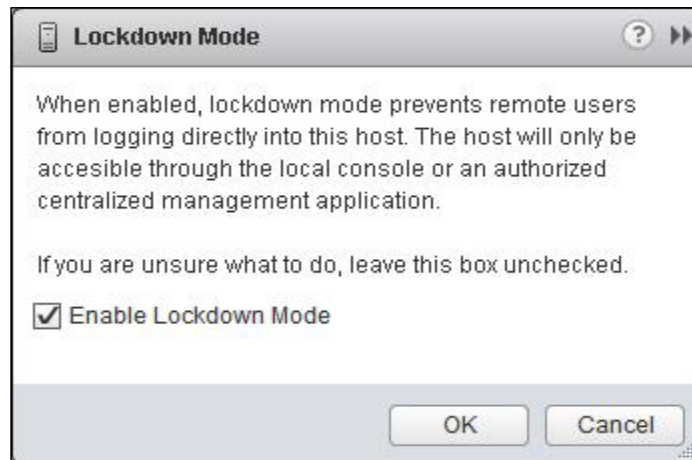 Lockdown Mode
?
When enabled, lockdown mode prevents remote users
from logging directly into this host. The host will only be
accesible through the local console or an authorized
centralized management application.
If you are unsure what to do, leave this box unchecked.
Enable Lockdown Mode
OK Cancel